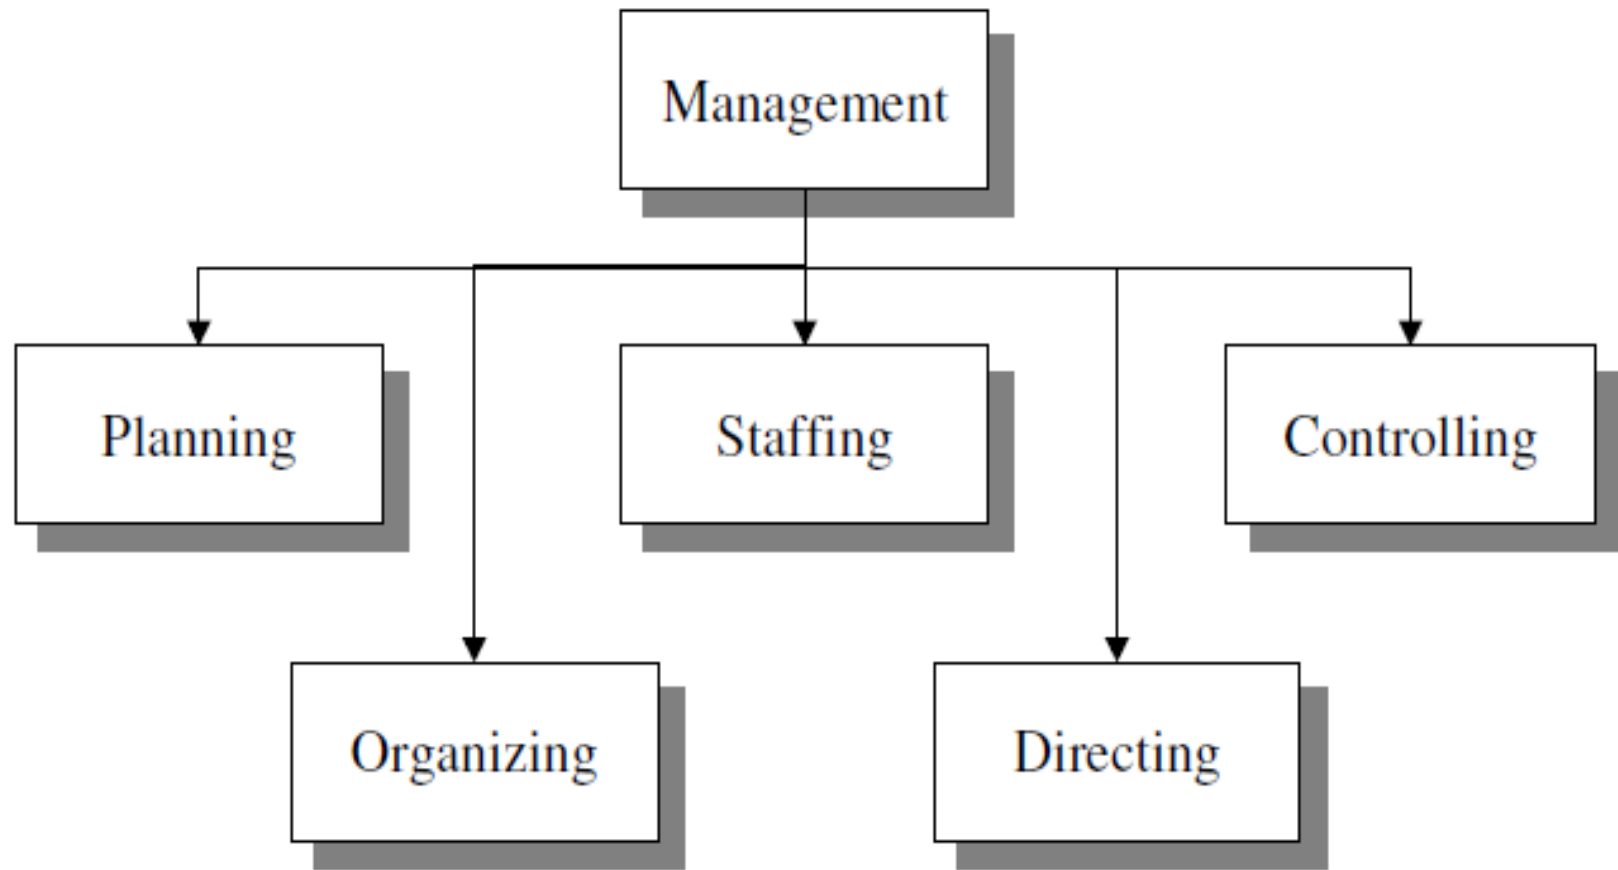 Management
Planning
Staffing
Controlling
Organizing
Directing